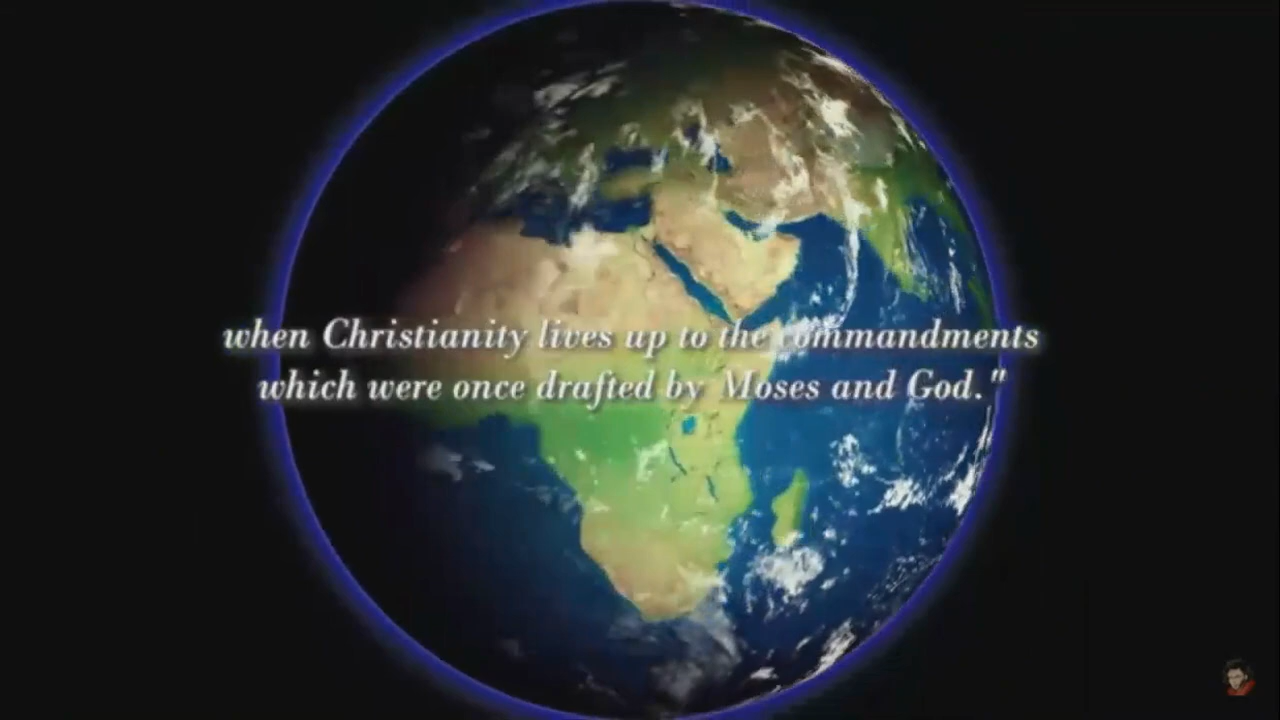 when Christianity lives up to the commandments
which were once drafted by Moses and God."